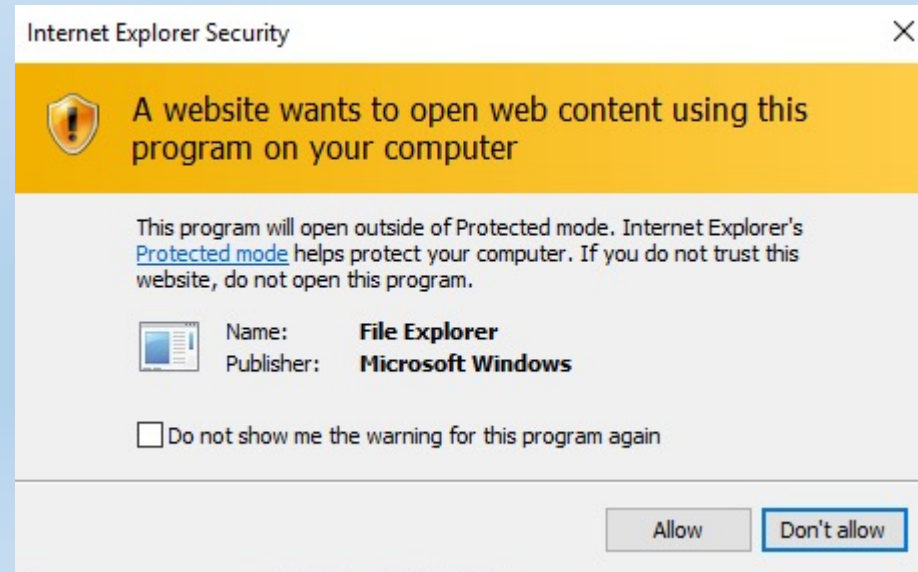 Internet Explorer Security
A website wants to open web content using this
program on your computer
This program will open outside of Protected mode. Internet Explorer's
Protected mode helps protect your computer. If you do not trust this
website, do not open this program.
Name: File Explorer
Publisher: Microsoft Windows
Do not show me the warning for this program again
Allow Don't allow